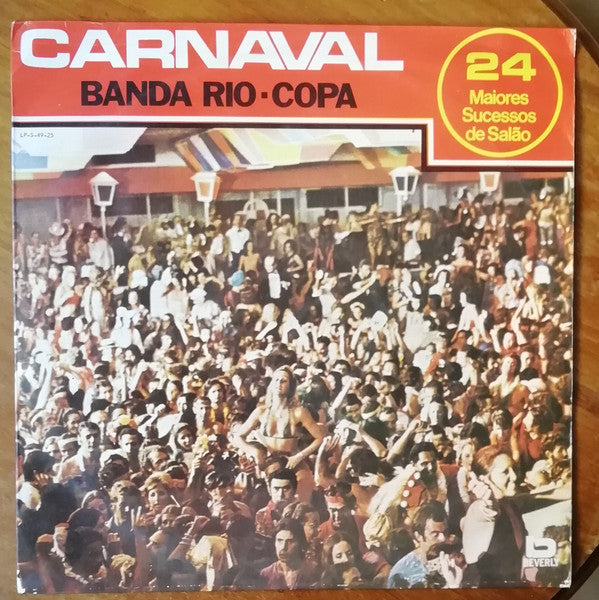 CARNAVAL
BANDA RIO·COPA
24
Maiores
Sucessos
de Salão
LP-S-49-25
b
BEVERLY